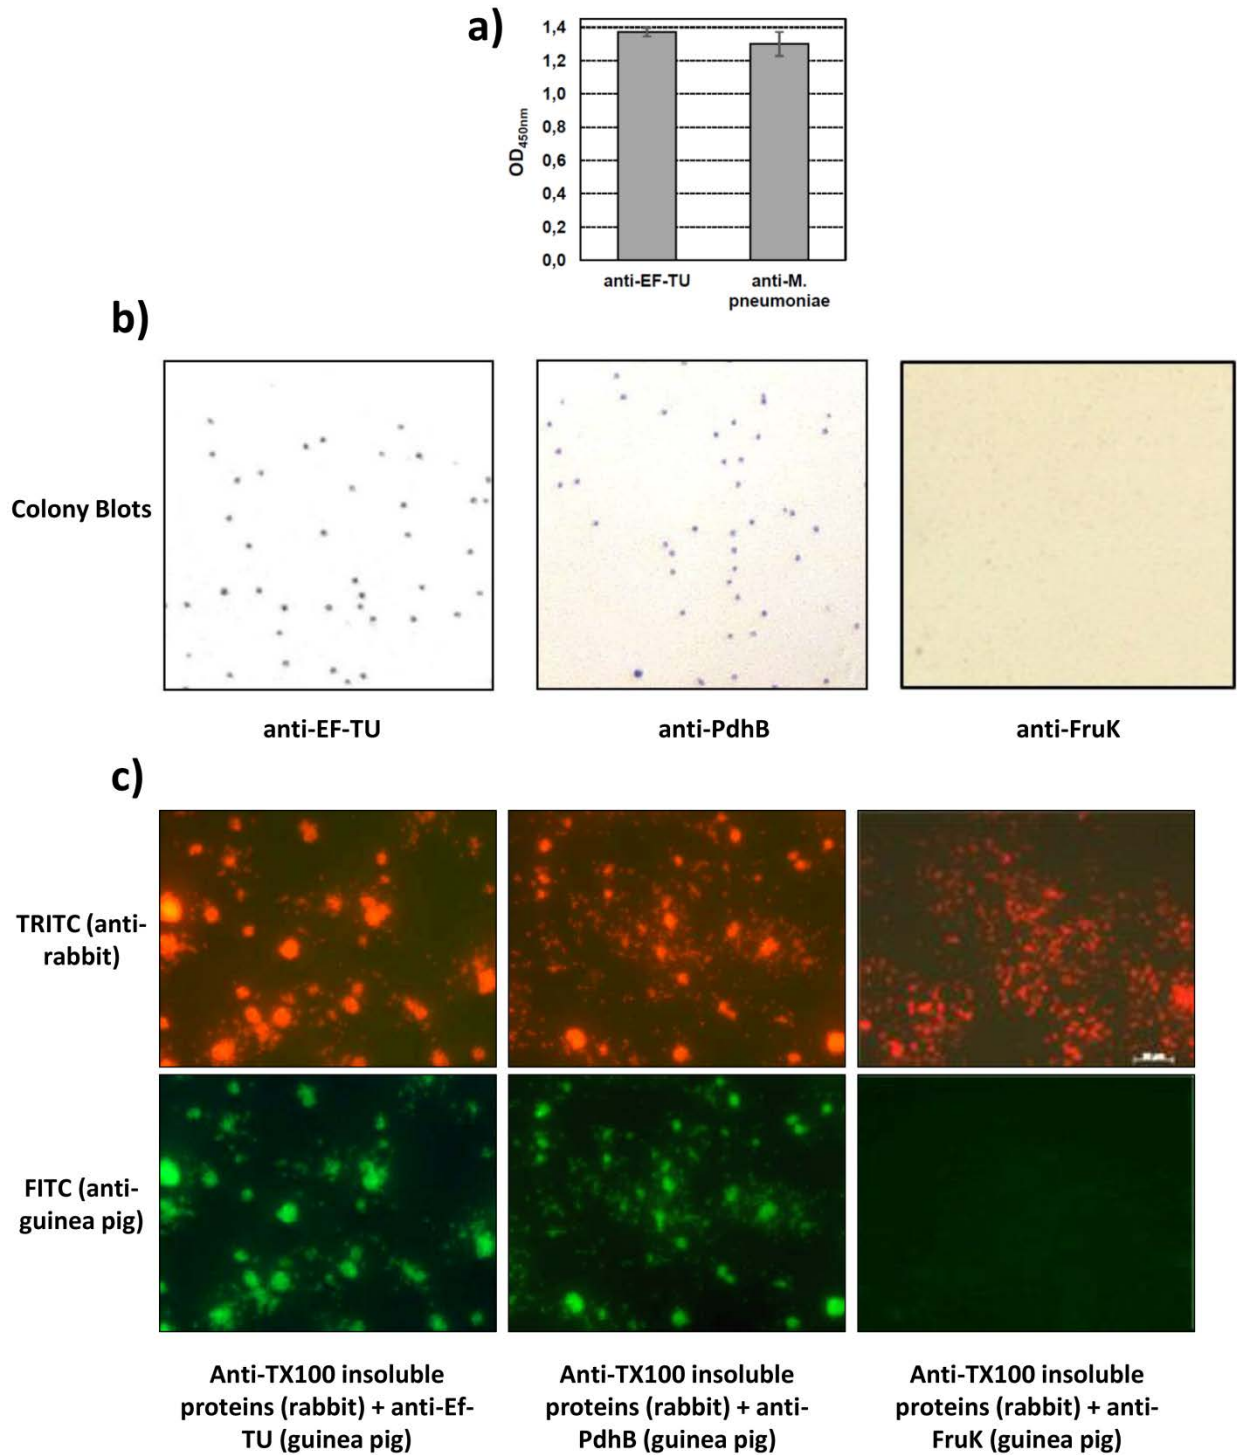 a)
1,4
1,2
1,0
0,8
0,6
0,4
0,2
0,0
OD450nm
anti-EF-TU
anti-M.
pneumoniae
b)
Colony Blots
anti-EF-TU
anti-PdhB
anti-FruK
c)
TRITC (anti-
rabbit)
FITC (anti-
guinea pig)
Anti-TX100 insoluble
proteins (rabbit) + anti-Ef-
TU (guinea pig)
Anti-TX100 insoluble
proteins (rabbit) + anti-
PdhB (guinea pig)
Anti-TX100 insoluble
proteins (rabbit) + anti-
FruK (guinea pig)